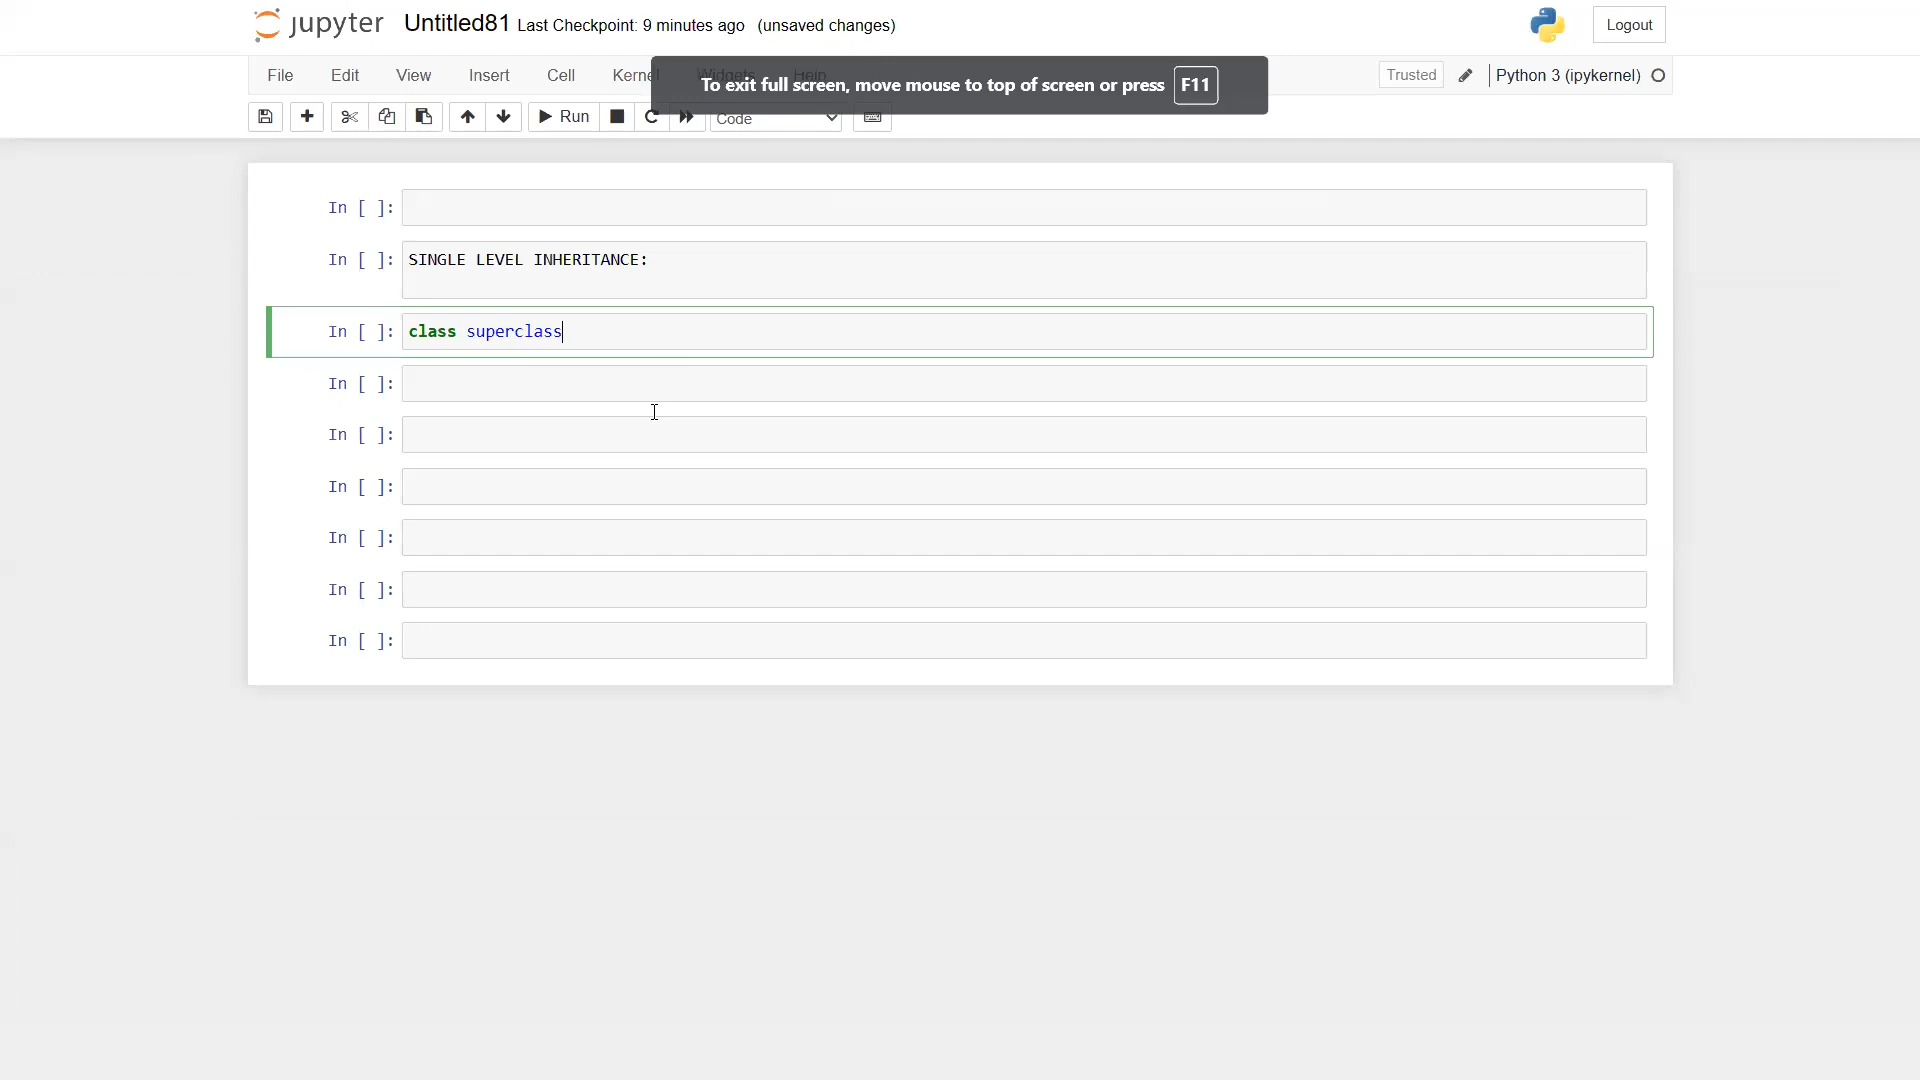 jupyter Untitled81 Last Checkpoint: 9 minutes ago (unsaved changes) Logout
File Edit View Insert Cell Kernel Widgets Help Trusted Python 3 (ipykernel)
To exit full screen, move mouse to top of screen or press F11
Run Code
In [ ]:
In [ ]: SINGLE LEVEL INHERITANCE:
In [ ]: class superclass
In [ ]:
In [ ]:
In [ ]:
In [ ]:
In [ ]:
In [ ]: